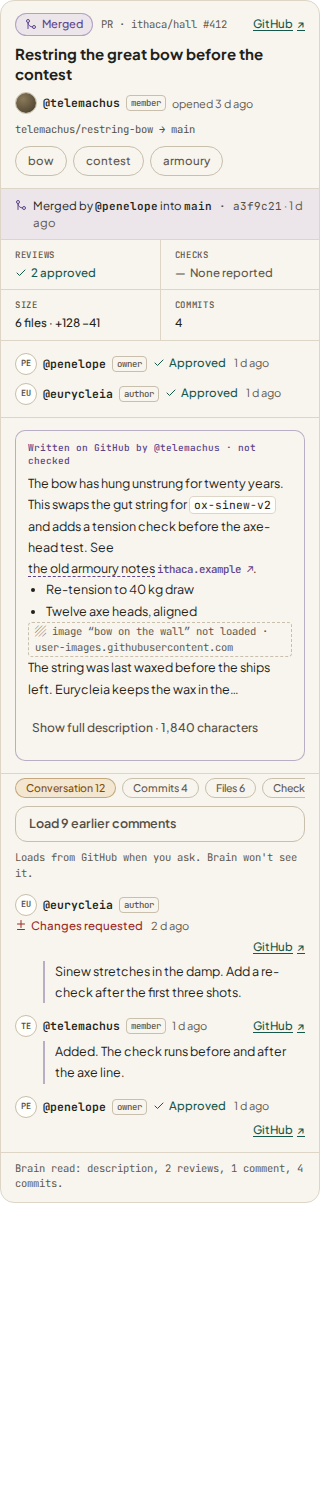 Merged PR · ithaca/hall #412 GitHub ↗
Restring the great bow before the
contest
@telemachus member opened 3 d ago
telemachus/restring-bow → main
bow contest armoury
Merged by @penelope into main · a3f9c21 · 1 d
ago
REVIEWS CHECKS
✓ 2 approved — None reported
SIZE COMMITS
6 files · +128 −41 4
PE @penelope owner ✓ Approved 1 d ago
EU @eurycleia author ✓ Approved 1 d ago
Written on GitHub by @telemachus · not
checked
The bow has hung unstrung for twenty years.
This swaps the gut string for ox-sinew-v2
and adds a tension check before the axe-
head test. See
the old armoury notes ithaca.example ↗.
• Re-tension to 40 kg draw
• Twelve axe heads, aligned
image “bow on the wall” not loaded ·
user-images.githubusercontent.com
The string was last waxed before the ships
left. Eurycleia keeps the wax in the…
Show full description · 1,840 characters
Conversation 12 Commits 4 Files 6 Check
Load 9 earlier comments
Loads from GitHub when you ask. Brain won't see
it.
EU @eurycleia author
± Changes requested 2 d ago
GitHub ↗
Sinew stretches in the damp. Add a re-
check after the first three shots.
TE @telemachus member 1 d ago GitHub ↗
Added. The check runs before and after
the axe line.
PE @penelope owner ✓ Approved 1 d ago
GitHub ↗
Brain read: description, 2 reviews, 1 comment, 4
commits.